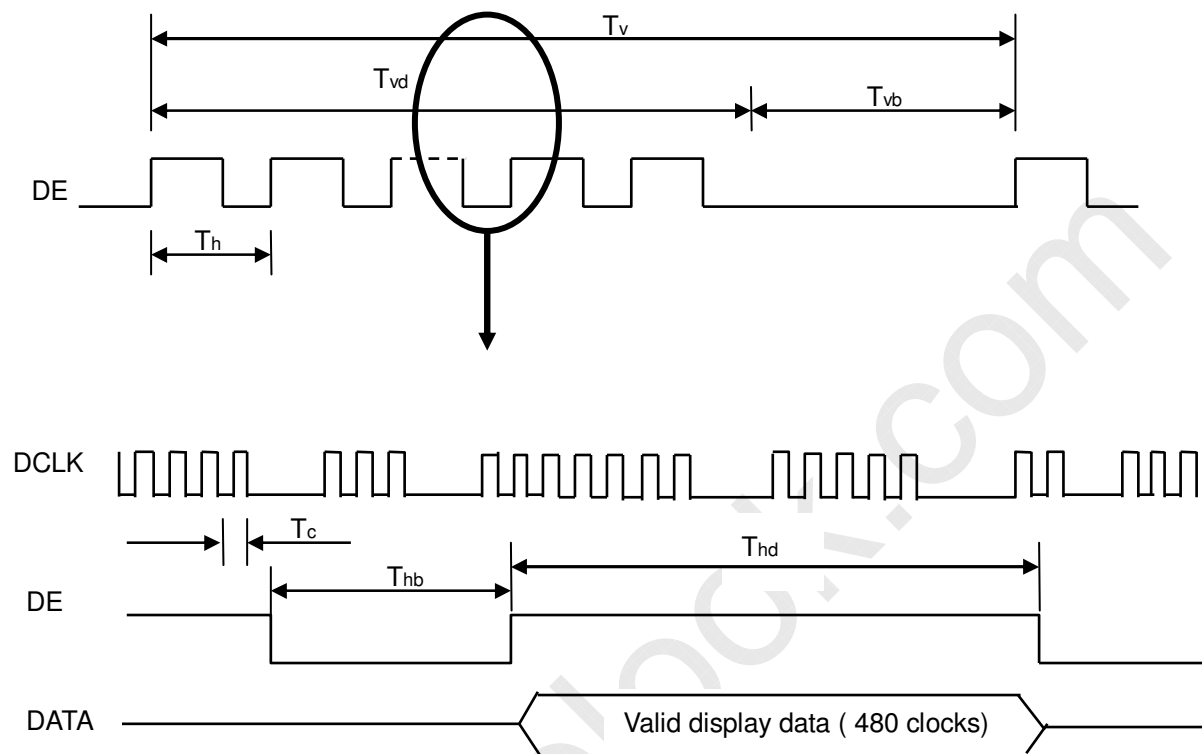 Tv
Tvd
Tvb
DE
Th
DCLK
Tc
Thd
Thb
DE
DATA
Valid display data ( 480 clocks)